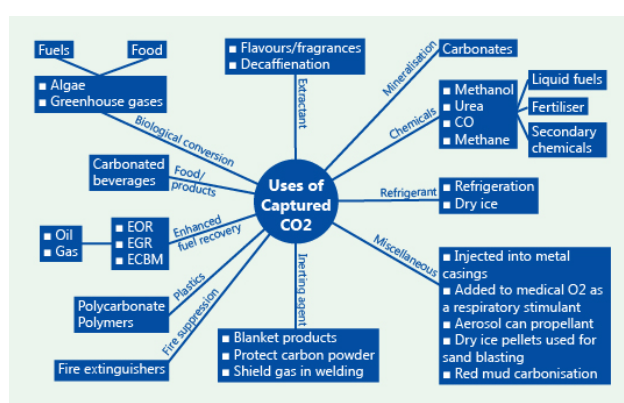 Fuels
Food
■ Algae
■ Greenhouse gases
Biological conversion
■ Flavours/fragrances
■ Decaffienation
Extractant
Mineralisation
Carbonates
Chemicals
■ Methanol
■ Urea
■ CO
■ Methane
Liquid fuels
Fertiliser
Secondary
chemicals
Carbonated
beverages
Food/
products
Uses of
Captured
CO2
Refrigerant
■ Refrigeration
■ Dry ice
■ Oil
■ Gas
■ EOR
■ EGR
■ ECBM
Enhanced
fuel recovery
Miscellaneous
■ Injected into metal
casings
■ Added to medical O2 as
a respiratory stimulant
■ Aerosol can propellant
■ Dry ice pellets used for
sand blasting
■ Red mud carbonisation
Plastics
Polycarbonate
Polymers
Fire suppression
Fire extinguishers
Inerting agent
■ Blanket products
■ Protect carbon powder
■ Shield gas in welding